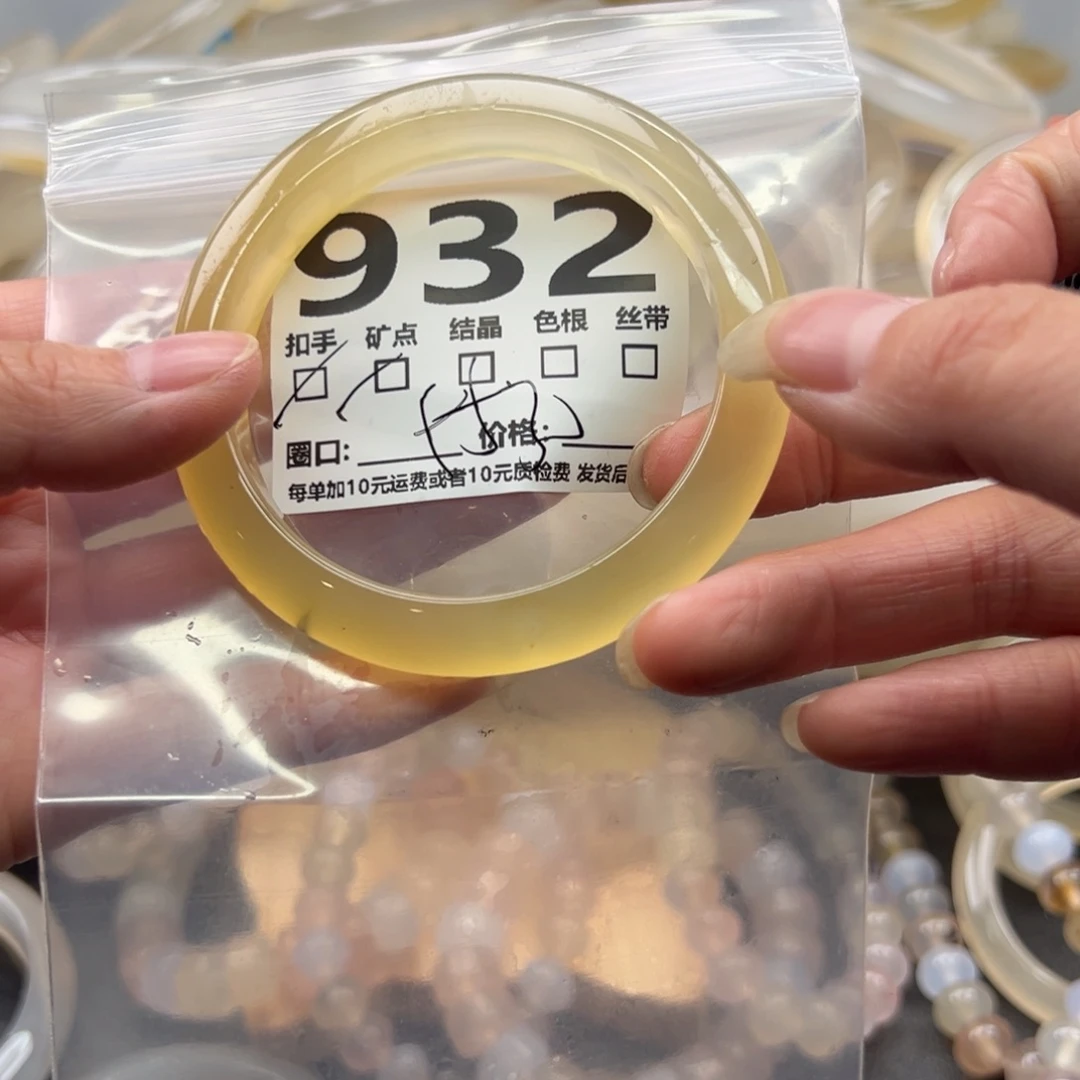 932
扣手 矿点 结晶 色根 丝带
圈口: 价格:
每单加10元运费或者10元质检费 发货后